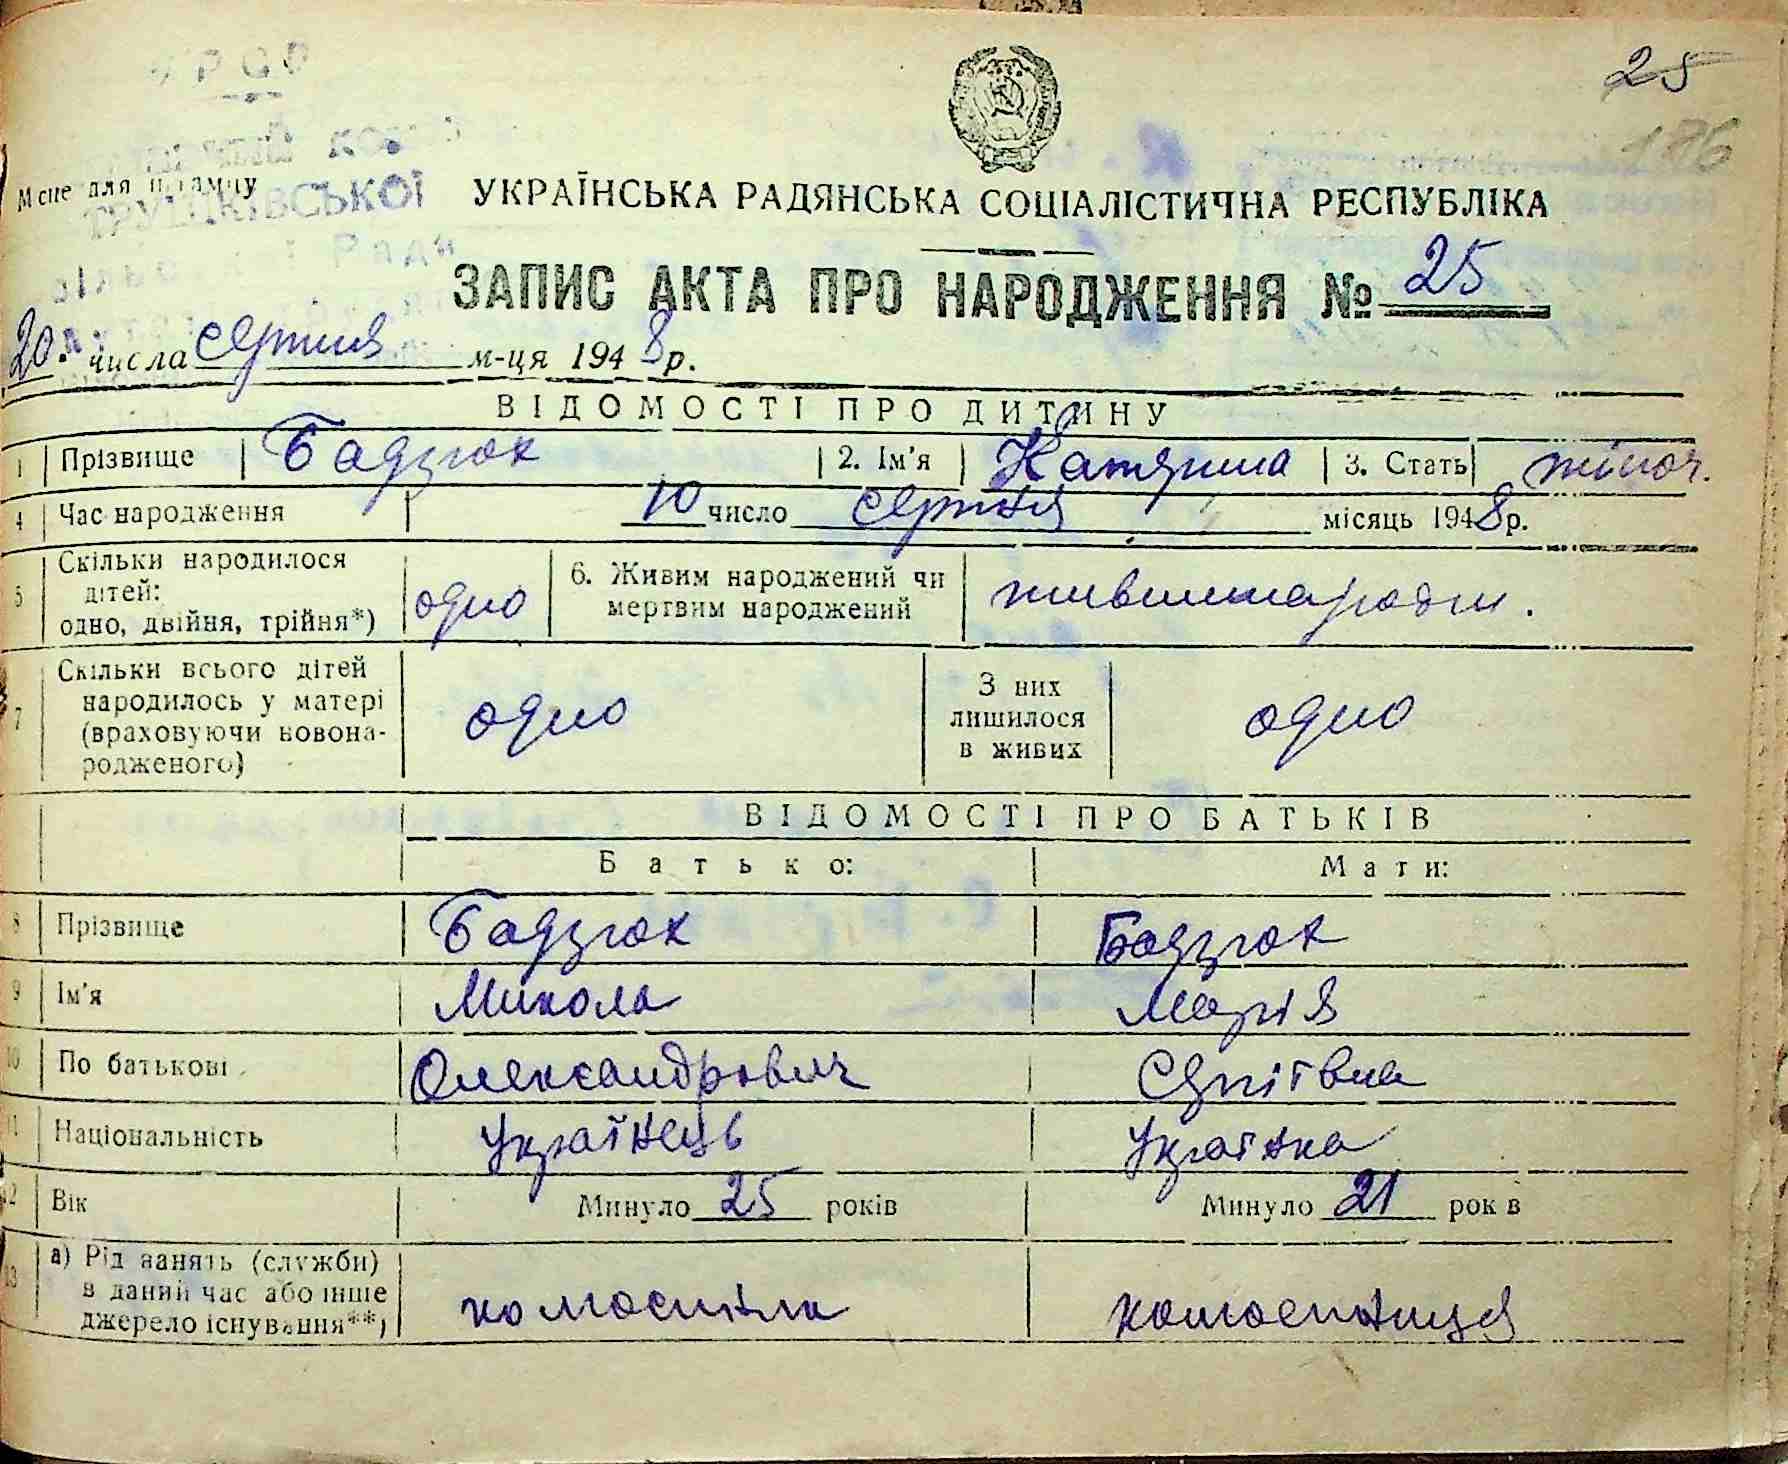 25
186
УРСР
Місце для штампу
ТРУШКІВСЬКОЇ
УКРАЇНСЬКА РАДЯНСЬКА СОЦІАЛІСТИЧНА РЕСПУБЛІКА
ЗАПИС АКТА ПРО НАРОДЖЕННЯ № 25
20. числа серпня м-ця 1948 р.
ВІДОМОСТІ ПРО ДИТИНУ
1 Прізвище Бадзюк 2. Ім'я Катерина 3. Стать жіноч.
4 Час народження 10 число серпня місяць 1948 р.
5 Скільки народилося дітей: одно, двійня, трійня*) одно 6. Живим народжений чи мертвим народжений
7 Скільки всього дітей народилось у матері (враховуючи новонародженого) одно З них лишилося в живих одно
ВІДОМОСТІ ПРО БАТЬКІВ
Батько: Мати:
8 Прізвище Бадзюк Бадзюк
9 Ім'я Микола Марія
10 По батькові Олександрович
11 Національність Українець Українка
12 Вік Минуло 25 років Минуло 21 рок в
13 а) Рід занять (служби) в даний час або інше джерело існування**) колгоспник колгоспниця